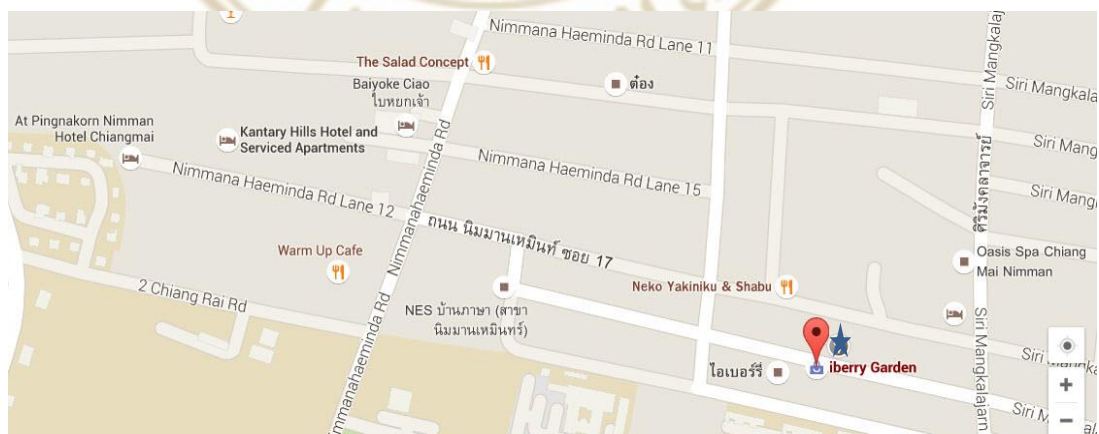 Nimmana Haeminda Rd Lane 11
The Salad Concept
Baiyoke Ciao
ใบหยกเจ้า
ต๋อง
Siri Mangkalaj
Siri Mangkala
At Pingnakorn Nimman
Hotel Chiangmai
Kantary Hills Hotel and
Serviced Apartments
Nimmanahaeminda Rd
Nimmana Haeminda Rd Lane 15
ศิริมังคลาจารย์
Siri Mang
Nimmana Haeminda Rd Lane 12
ถนน นิมมานเหมินท์ ซอย 17
Siri Mang
Warm Up Cafe
Oasis Spa Chiang
Mai Nimman
Neko Yakiniku & Shabu
2 Chiang Rai Rd
NES บ้านภาษา (สาขา
นิมมานเหมินทร์)
Nimmanahaeminda Rd
ไอเบอร์รี่
iberry Garden
Siri Mangkalajarn
Siri Mangka
+
Siri M
−